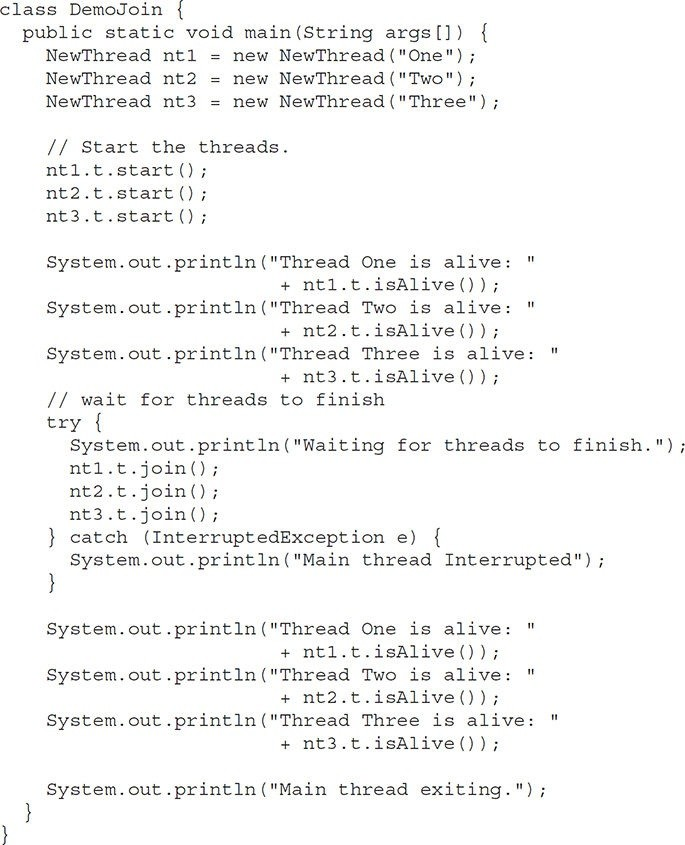 class DemoJoin {
  public static void main(String args[]) {
    NewThread nt1 = new NewThread("One");
    NewThread nt2 = new NewThread("Two");
    NewThread nt3 = new NewThread("Three");

    // Start the threads.
    nt1.t.start();
    nt2.t.start();
    nt3.t.start();

    System.out.println("Thread One is alive: "
                        + nt1.t.isAlive());
    System.out.println("Thread Two is alive: "
                        + nt2.t.isAlive());
    System.out.println("Thread Three is alive: "
                        + nt3.t.isAlive());
    // wait for threads to finish
    try {
      System.out.println("Waiting for threads to finish.");
      nt1.t.join();
      nt2.t.join();
      nt3.t.join();
    } catch (InterruptedException e) {
      System.out.println("Main thread Interrupted");
    }

    System.out.println("Thread One is alive: "
                        + nt1.t.isAlive());
    System.out.println("Thread Two is alive: "
                        + nt2.t.isAlive());
    System.out.println("Thread Three is alive: "
                        + nt3.t.isAlive());

    System.out.println("Main thread exiting.");
  }
}